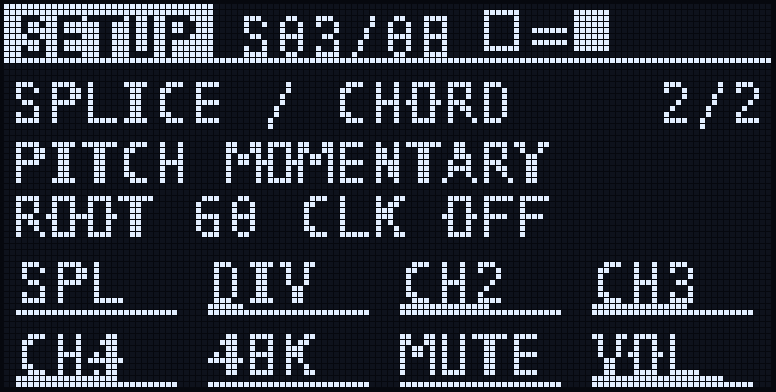 SETUP S03/08 □=■
SPLICE / CHORD 2/2
PITCH MOMENTARY
ROOT 60 CLK OFF
SPL DIV CH2 CH3
CH4 48K MUTE VOL